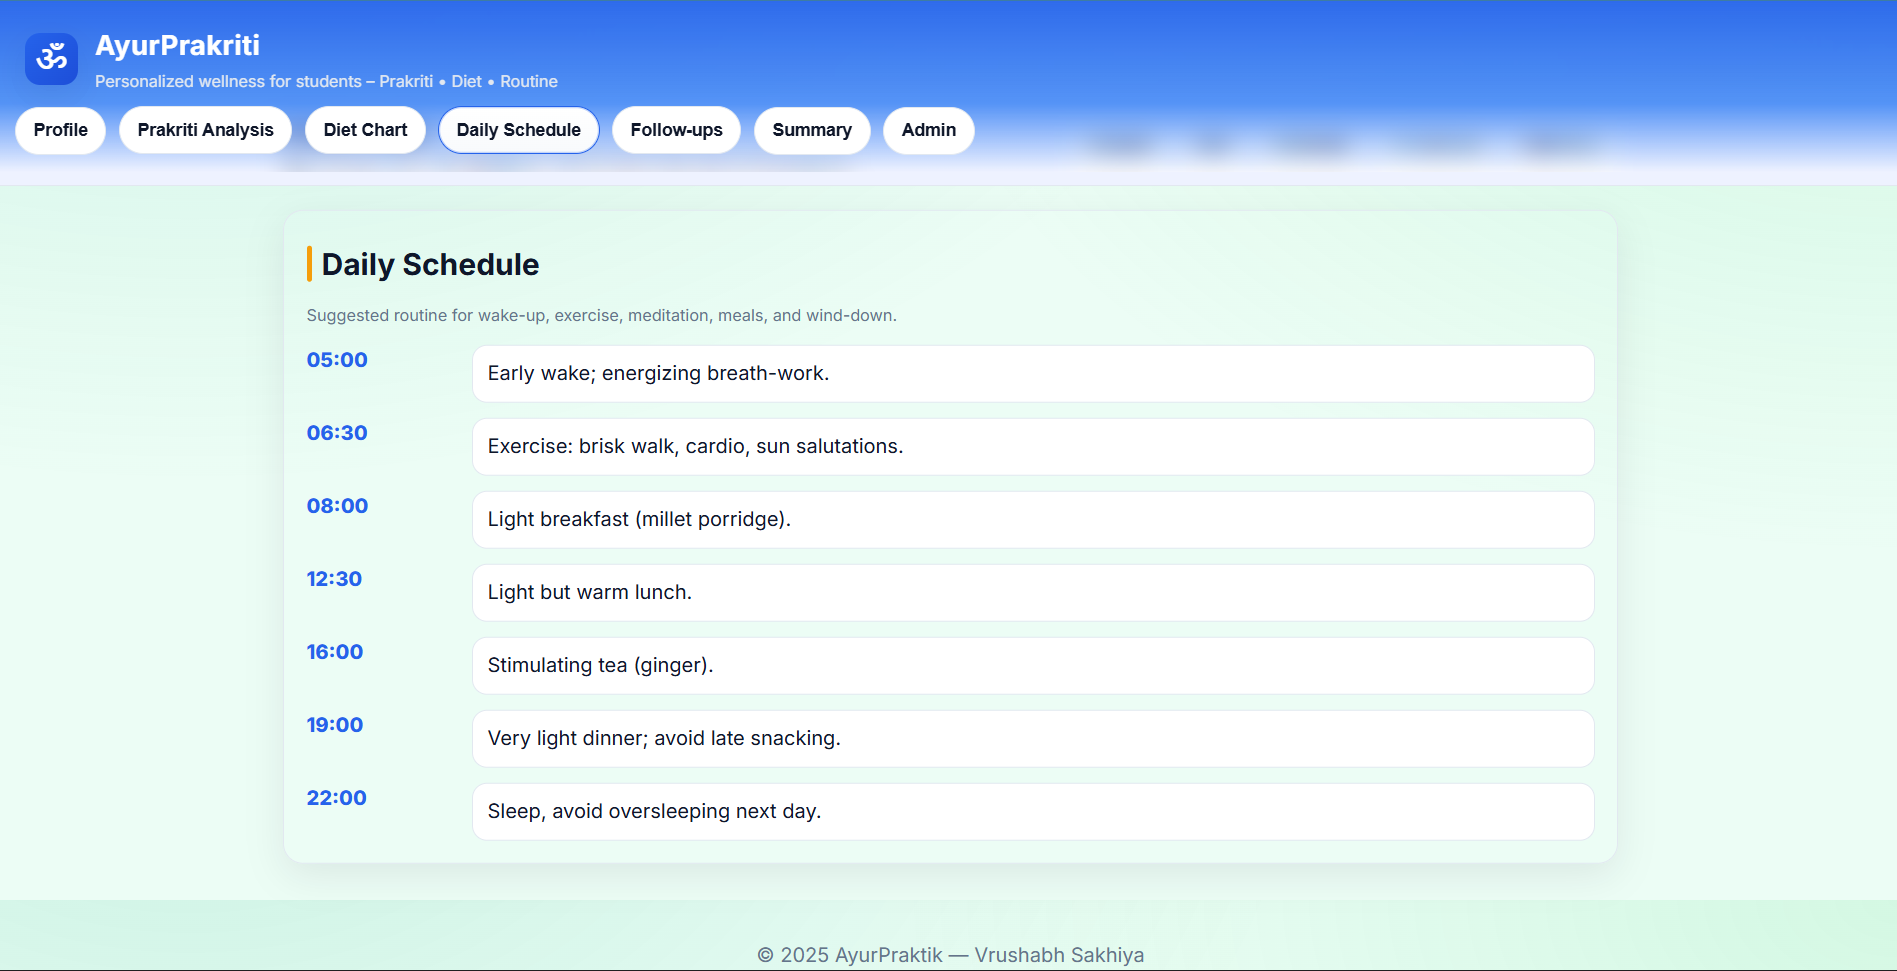 ॐ
AyurPrakriti
Personalized wellness for students – Prakriti • Diet • Routine
Profile
Prakriti Analysis
Diet Chart
Daily Schedule
Follow-ups
Summary
Admin
Daily Schedule
Suggested routine for wake-up, exercise, meditation, meals, and wind-down.
05:00 Early wake; energizing breath-work.
06:30 Exercise: brisk walk, cardio, sun salutations.
08:00 Light breakfast (millet porridge).
12:30 Light but warm lunch.
16:00 Stimulating tea (ginger).
19:00 Very light dinner; avoid late snacking.
22:00 Sleep, avoid oversleeping next day.
© 2025 AyurPraktik — Vrushabh Sakhiya